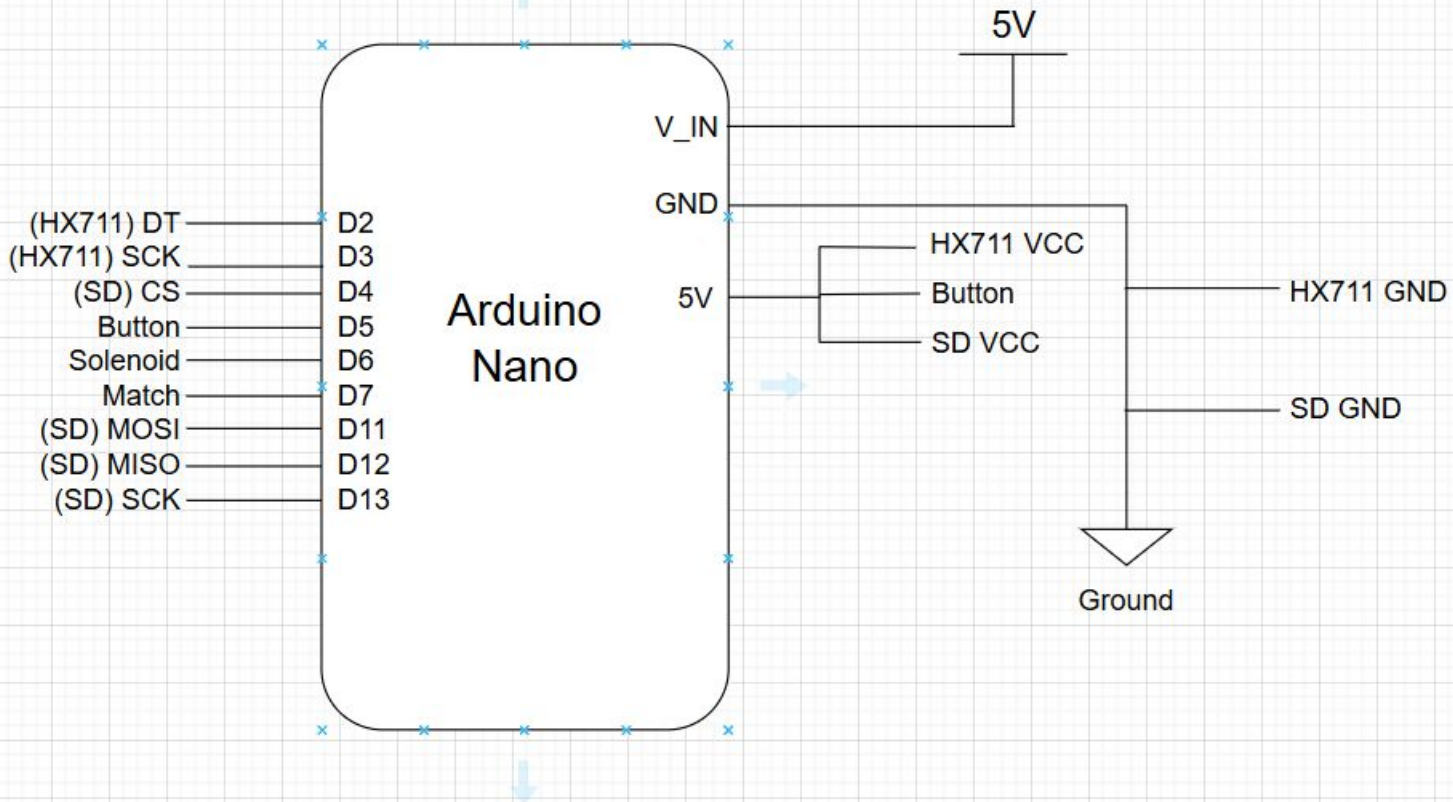 5V
V_IN
GND
5V
(HX711) DT
(HX711) SCK
(SD) CS
Button
Solenoid
Match
(SD) MOSI
(SD) MISO
(SD) SCK
D2
D3
D4
D5
D6
D7
D11
D12
D13
Arduino
Nano
HX711 VCC
Button
SD VCC
HX711 GND
SD GND
Ground